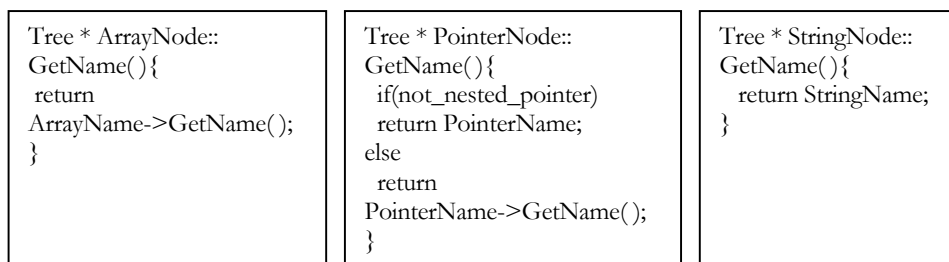 Tree * ArrayNode::
GetName(){
return
ArrayName->GetName();
}
Tree * PointerNode::
GetName(){
if(not_nested_pointer)
return PointerName;
else
return
PointerName->GetName();
}
Tree * StringNode::
GetName(){
return StringName;
}